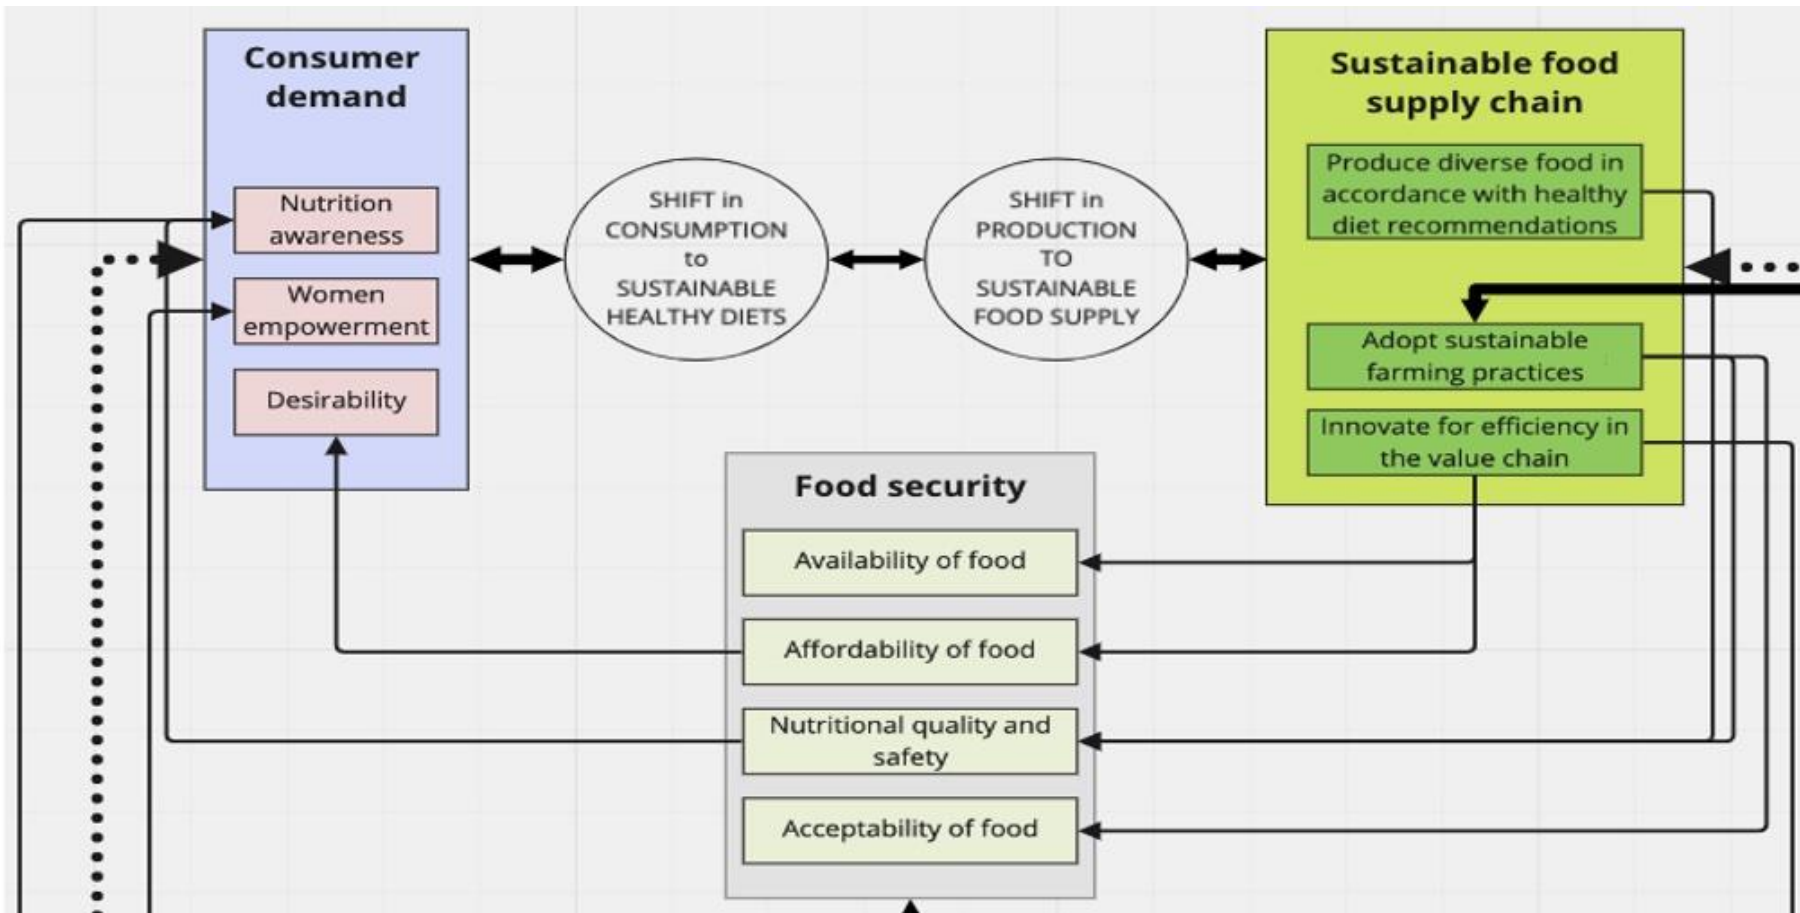 Consumer
demand
Nutrition
awareness
Women
empowerment
Desirability
SHIFT in
CONSUMPTION
to
SUSTAINABLE
HEALTHY DIETS
SHIFT in
PRODUCTION
TO
SUSTAINABLE
FOOD SUPPLY
Sustainable food
supply chain
Produce diverse food in
accordance with healthy
diet recommendations
Adopt sustainable
farming practices
Innovate for efficiency in
the value chain
Food security
Availability of food
Affordability of food
Nutritional quality and
safety
Acceptability of food